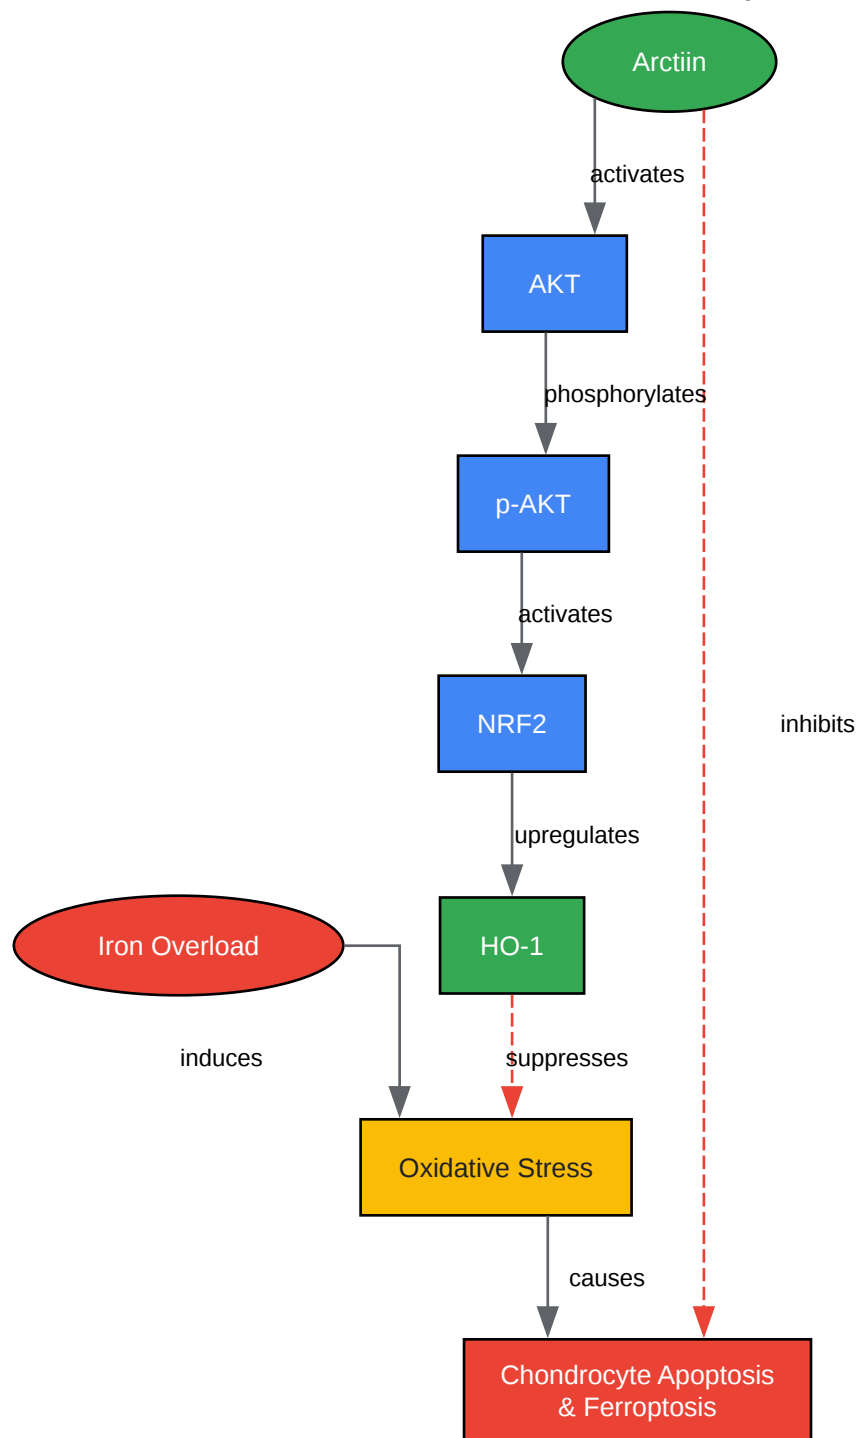 Arctiin
activates
AKT
phosphorylates
p-AKT
activates
NRF2
inhibits
upregulates
Iron Overload
HO-1
induces
suppresses
Oxidative Stress
causes
Chondrocyte Apoptosis
& Ferroptosis